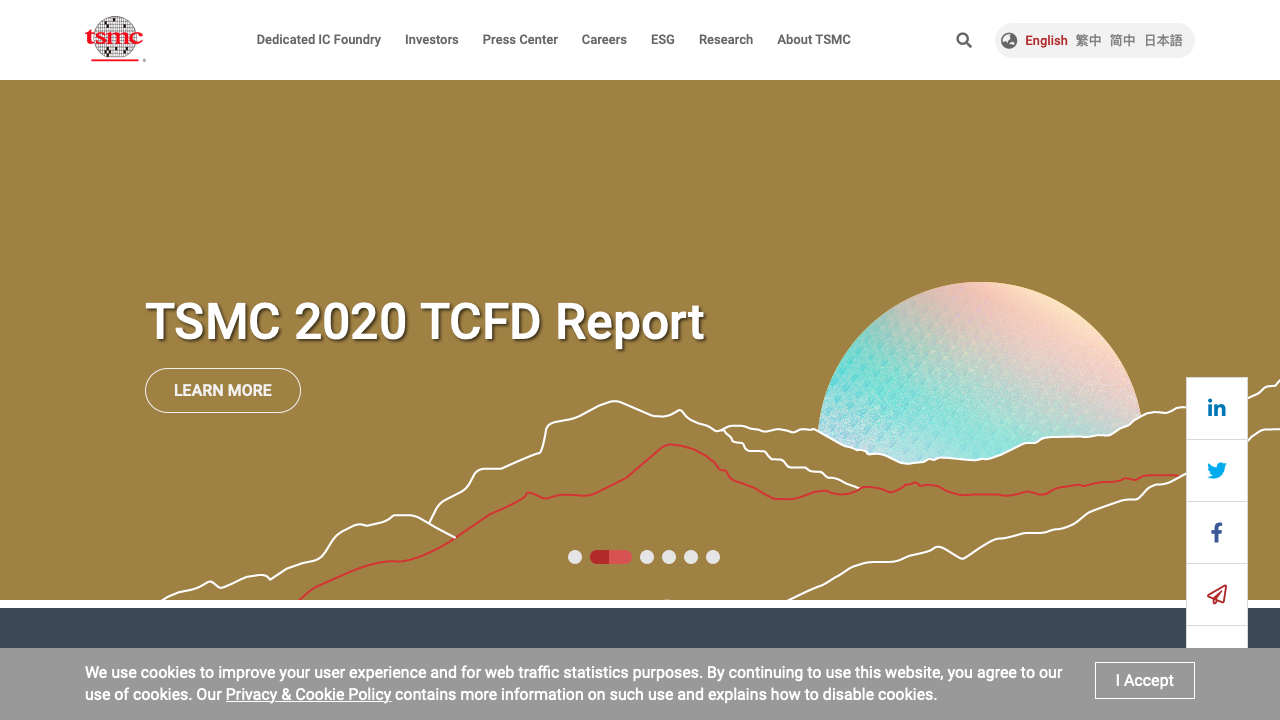 tsmc
Dedicated IC Foundry Investors Press Center Careers ESG Research About TSMC
English 繁中 简中 日本語
TSMC 2020 TCFD Report
LEARN MORE
We use cookies to improve your user experience and for web traffic statistics purposes. By continuing to use this website, you agree to our
use of cookies. Our Privacy & Cookie Policy contains more information on such use and explains how to disable cookies.
I Accept